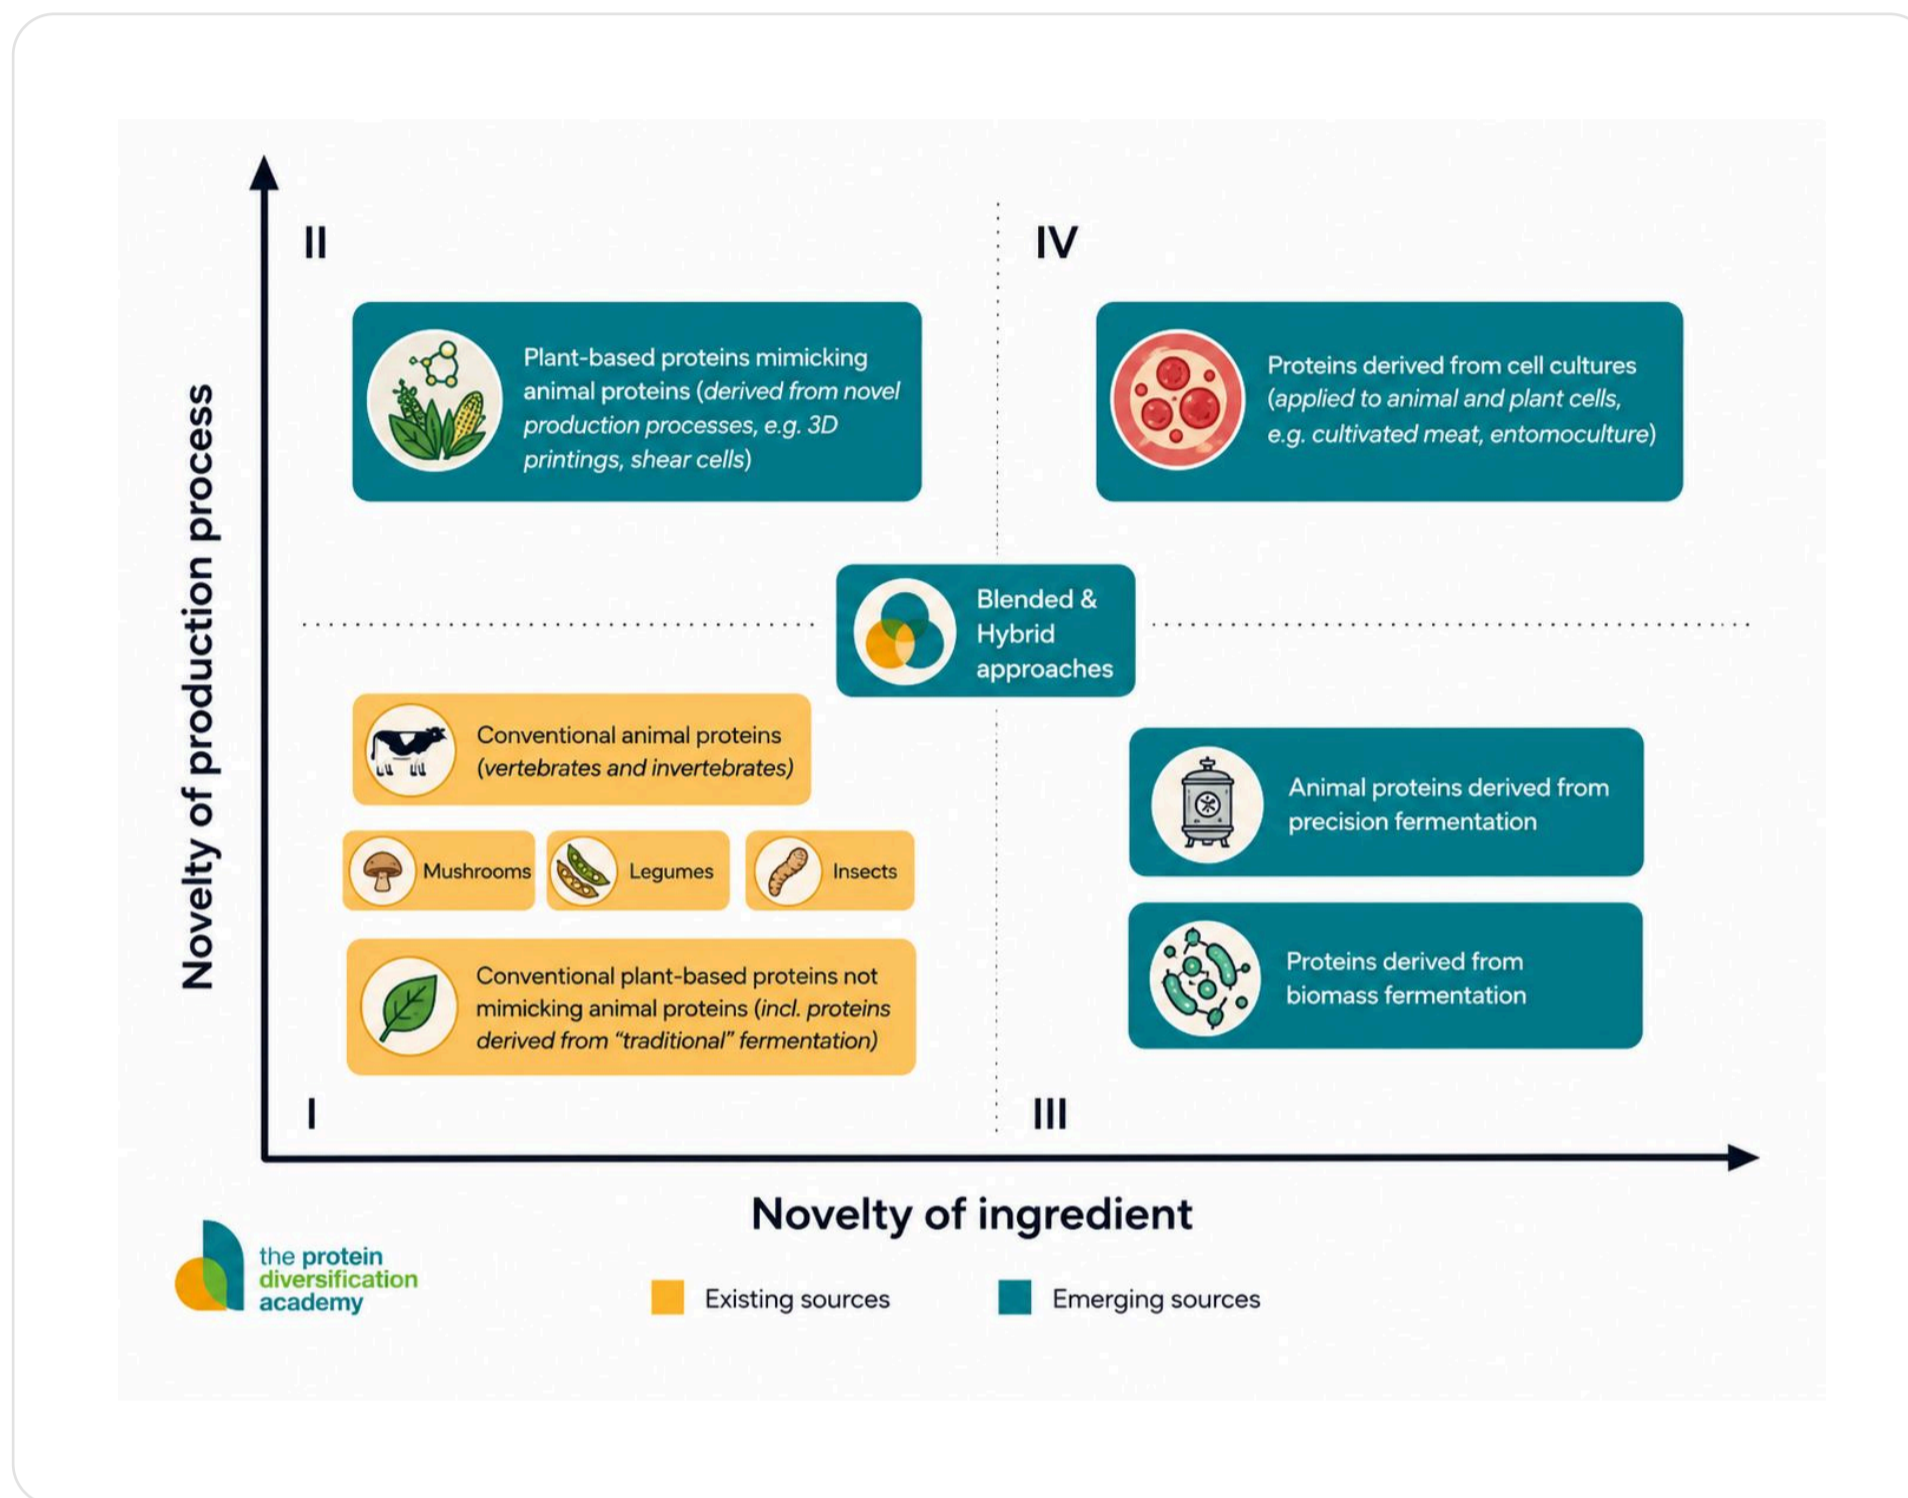 II
IV
Plant-based proteins mimicking
animal proteins (derived from novel
production processes, e.g. 3D
printings, shear cells)
Proteins derived from cell cultures
(applied to animal and plant cells,
e.g. cultivated meat, entomoculture)
Novelty of production process
Blended &
Hybrid
approaches
Conventional animal proteins
(vertebrates and invertebrates)
Mushrooms
Legumes
Insects
Conventional plant-based proteins not
mimicking animal proteins (incl. proteins
derived from “traditional” fermentation)
Animal proteins derived from
precision fermentation
Proteins derived from
biomass fermentation
I
III
Novelty of ingredient
the protein
diversification
academy
Existing sources
Emerging sources